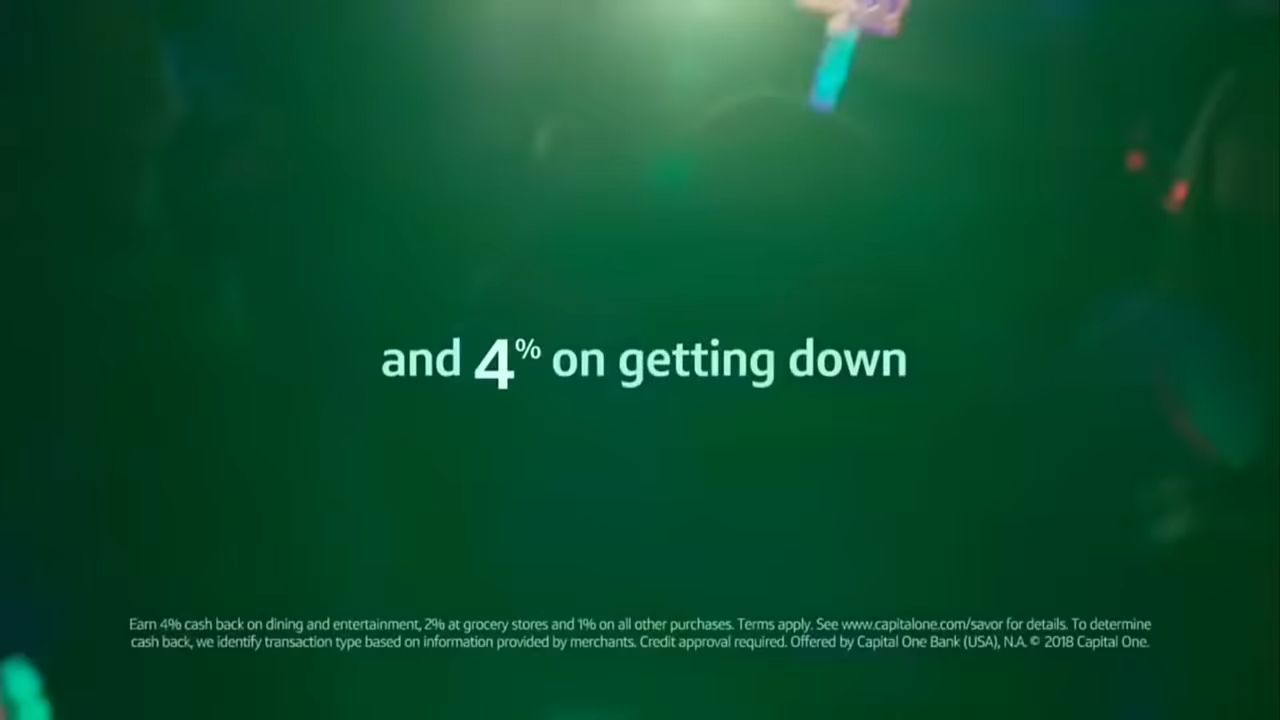 and 4% on getting down
Earn 4% cash back on dining and entertainment, 2% at grocery stores and 1% on all other purchases. Terms apply. See www.capitalone.com/savor for details. To determine
cash back, we identify transaction type based on information provided by merchants. Credit approval required. Offered by Capital One Bank (USA), N.A. © 2018 Capital One.